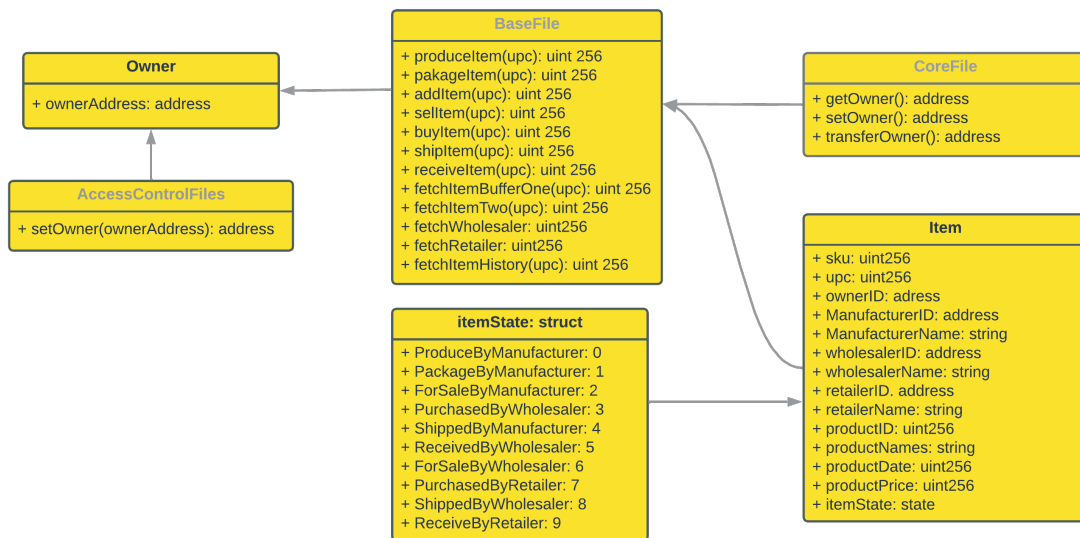 Owner
+ ownerAddress: address
AccessControlFiles
+ setOwner(ownerAddress): address
BaseFile
+ produceItem(upc): uint 256
+ pakageItem(upc): uint 256
+ addItem(upc): uint 256
+ selItem(upc): uint 256
+ buyItem(upc): uint 256
+ shipItem(upc): uint 256
+ receiveItem(upc): uint 256
+ fetchItemBufferOne(upc): uint 256
+ fetchItemTwo(upc): uint 256
+ fetchWholesaler: uint256
+ fetchRetailer: uint256
+ fetchItemHistory(upc): uint 256
itemState: struct
+ ProduceByManufacturer: 0
+ PackageByManufacturer: 1
+ ForSaleByManufacturer: 2
+ PurchasedByWholesaler: 3
+ ShippedByManufacturer: 4
+ ReceivedByWholesaler: 5
+ ForSaleByWholesaler: 6
+ PurchasedByRetailer: 7
+ ShippedByWholesaler: 8
+ ReceiveByRetailer: 9
CoreFile
+ getOwner(): address
+ setOwner(): address
+ transferOwner(): address
Item
+ sku: uint256
+ upc: uint256
+ ownerID: adress
+ ManufacturerID: address
+ ManufacturerName: string
+ wholesalerID: address
+ wholesalerName: string
+ retailerID. address
+ retailerName: string
+ productID: uint256
+ productNames: string
+ productDate: uint256
+ productPrice: uint256
+ itemState: state